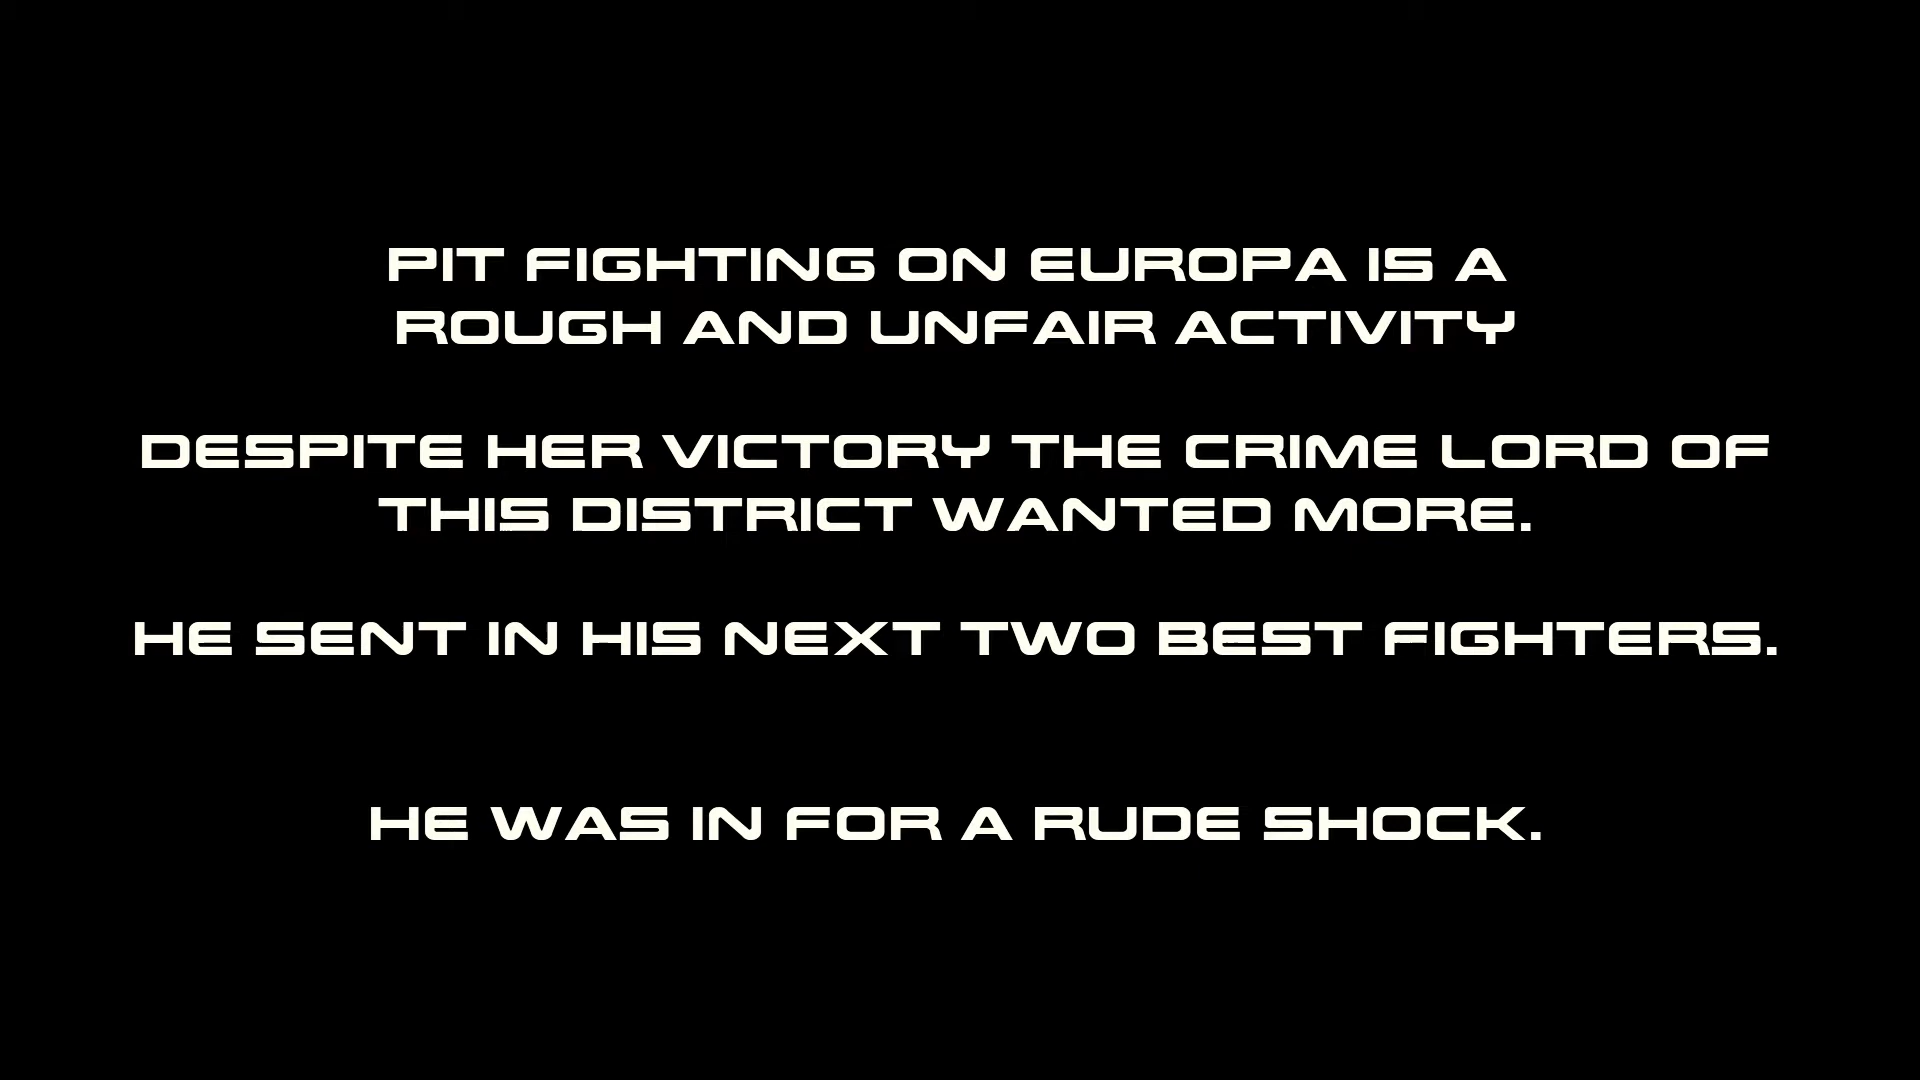 PIT FIGHTING ON EUROPA IS A
ROUGH AND UNFAIR ACTIVITY
DESPITE HER VICTORY THE CRIME LORD OF
THIS DISTRICT WANTED MORE.
HE SENT IN HIS NEXT TWO BEST FIGHTERS.
HE WAS IN FOR A RUDE SHOCK.